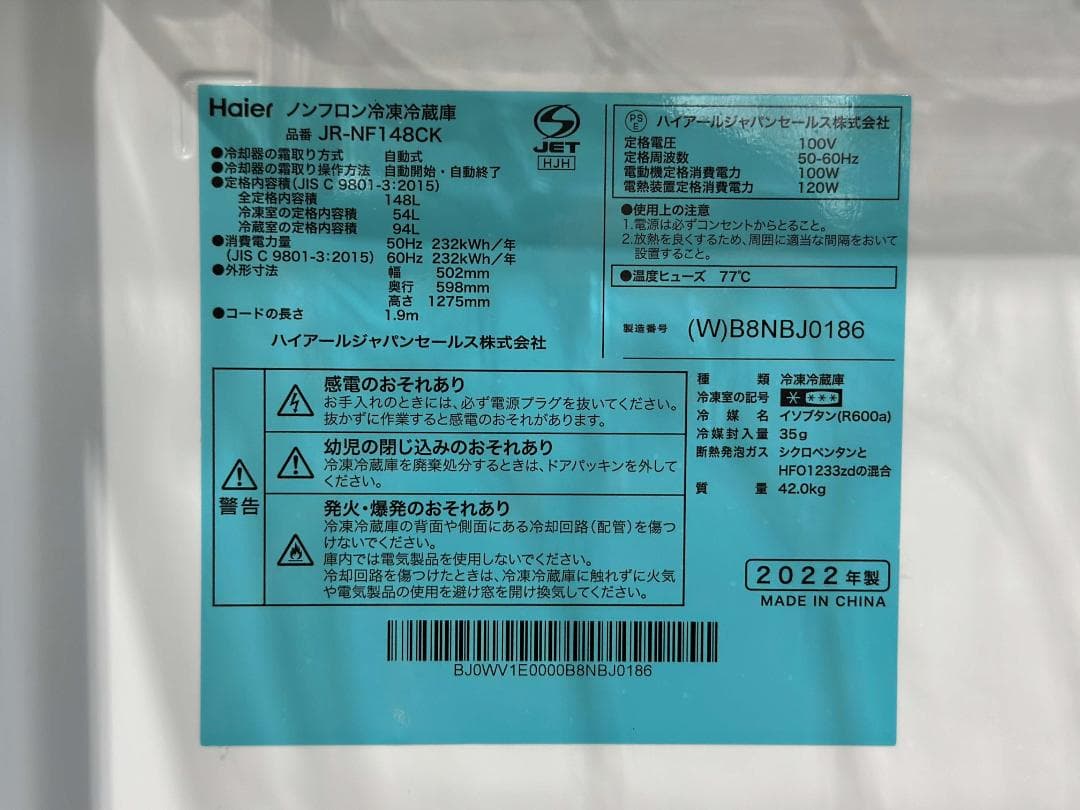 Haier ノンフロン冷凍冷蔵庫
品番 JR-NF148CK
JET
HJH
●冷却器の霜取り方式 自動式
●冷却器の霜取り操作方法 自動開始・自動終了
●定格内容積(JIS C 9801-3:2015)
全定格内容積 148L
冷凍室の定格内容積 54L
冷蔵室の定格内容積 94L
●消費電力量 50Hz 232kWh/年
(JIS C 9801-3:2015) 60Hz 232kWh/年
●外形寸法 幅 502mm
奥行 598mm
高さ 1275mm
●コードの長さ 1.9m
ハイアールジャパンセールス株式会社
PS E ハイアールジャパンセールス株式会社
定格電圧 100V
定格周波数 50-60Hz
電動機定格消費電力 100W
電熱装置定格消費電力 120W
●使用上の注意
1.電源は必ずコンセントからとること。
2.放熱を良くするため、周囲に適当な間隔をおいて
設置すること。
●温度ヒューズ 77℃
製造番号 (W)B8NBJ0186
警告
感電のおそれあり
お手入れのときには、必ず電源プラグを抜いてください。
抜かずに作業すると感電のおそれがあります。
幼児の閉じ込みのおそれあり
冷凍冷蔵庫を廃棄処分するときは、ドアパッキンを外して
ください。
発火・爆発のおそれあり
冷凍冷蔵庫の背面や側面にある冷却回路(配管)を傷つ
けないでください。
庫内では電気製品を使用しないでください。
冷却回路を傷つけたときは、冷凍冷蔵庫に触れずに火気
や電気製品の使用を避け窓を開け換気してください。
種類 冷凍冷蔵庫
冷凍室の記号 ****
冷媒名 イソブタン(R600a)
冷媒封入量 35g
断熱発泡ガス シクロペンタンと
HFO1233zdの混合
質量 42.0kg
2022年製
MADE IN CHINA
BJ0WV1E0000B8NBJ0186